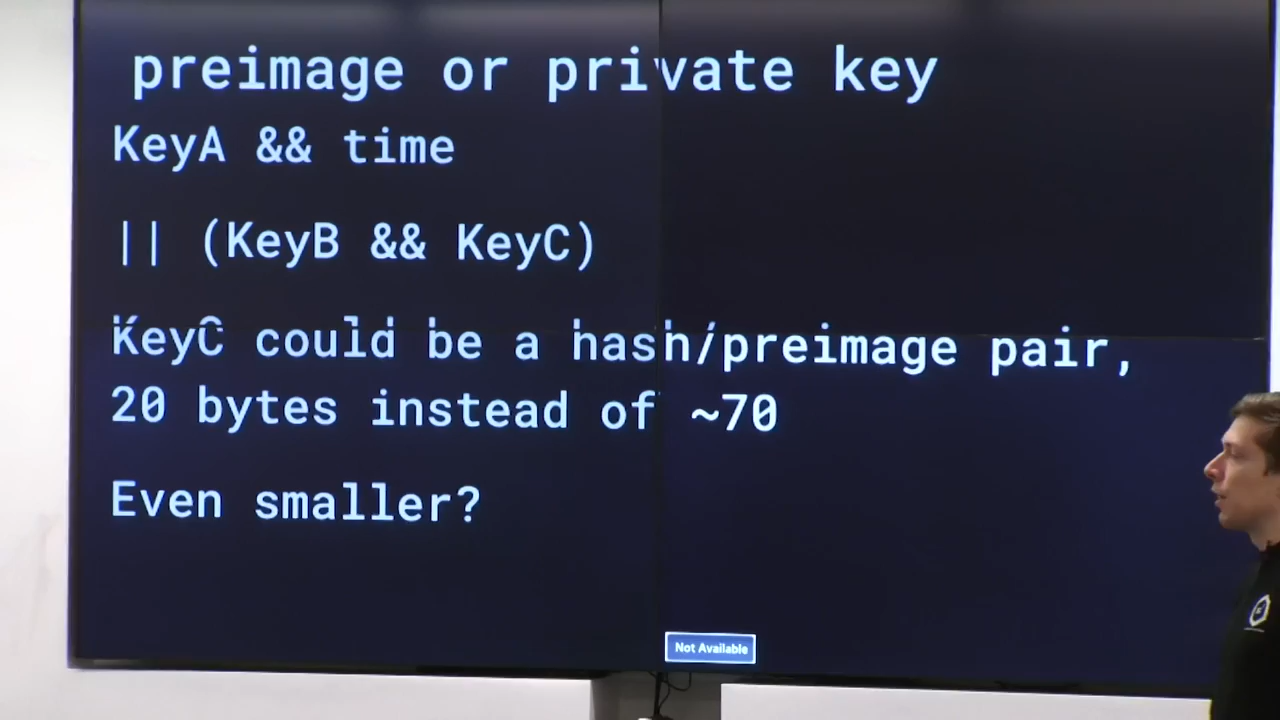 preimage or private key
KeyA && time
|| (KeyB && KeyC)
KeyC could be a hash/preimage pair,
20 bytes instead of ~70
Even smaller?
Not Available